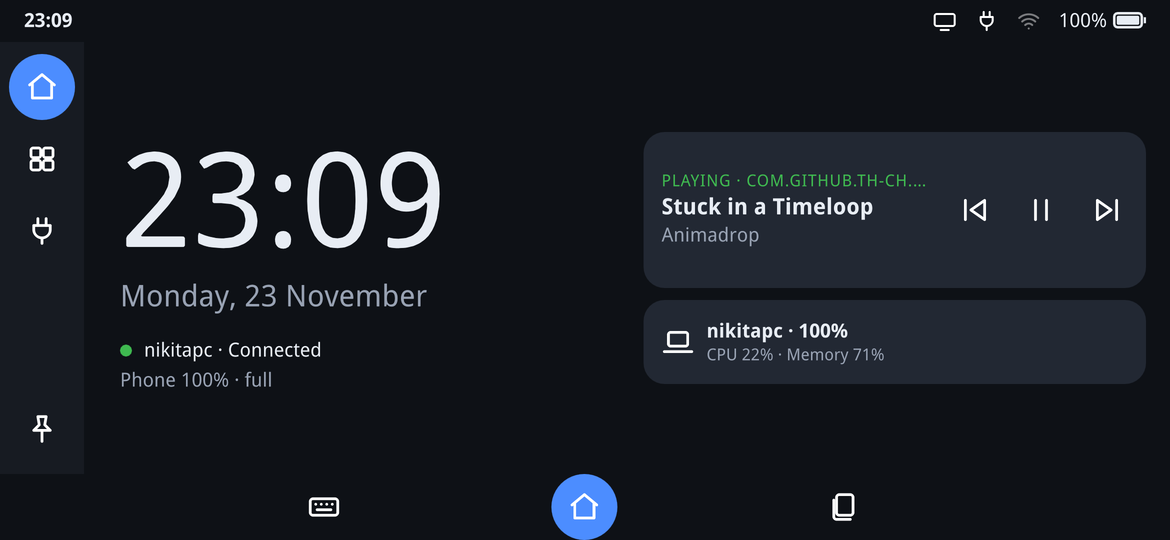 23:09
100%
23:09
Monday, 23 November
nikitapc · Connected
Phone 100% · full
PLAYING · COM.GITHUB.TH-CH....
Stuck in a Timeloop
Animadrop
nikitapc · 100%
CPU 22% · Memory 71%